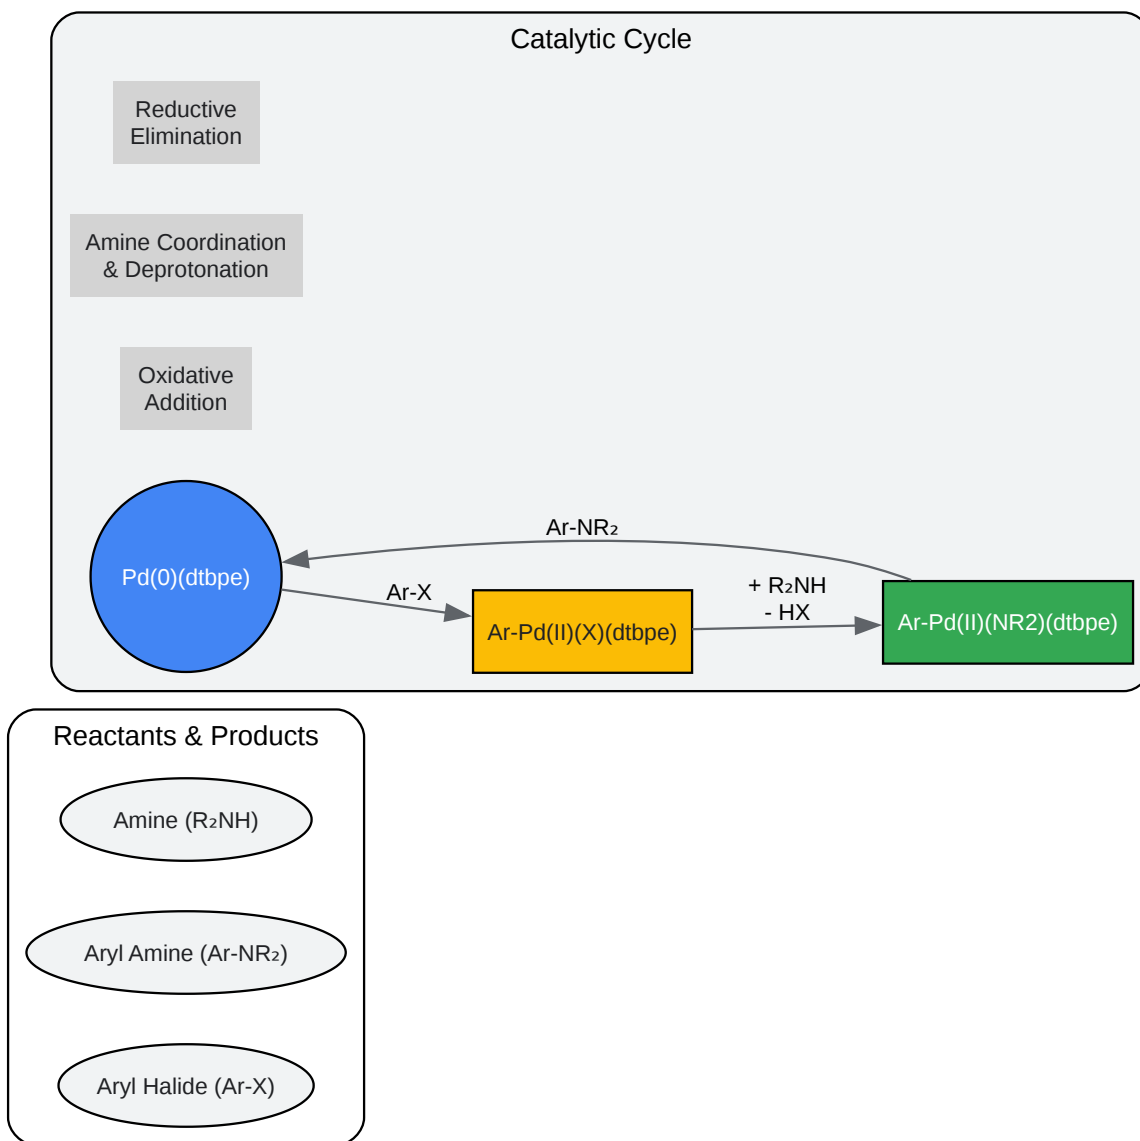 Catalytic Cycle
Reductive
Elimination
Amine Coordination
& Deprotonation
Oxidative
Addition
Ar-NR₂
Pd(0)(dtbpe)
Ar-X
+ R₂NH
- HX
Ar-Pd(II)(X)(dtbpe)
Ar-Pd(II)(NR2)(dtbpe)
Reactants & Products
Amine (R₂NH)
Aryl Amine (Ar-NR₂)
Aryl Halide (Ar-X)